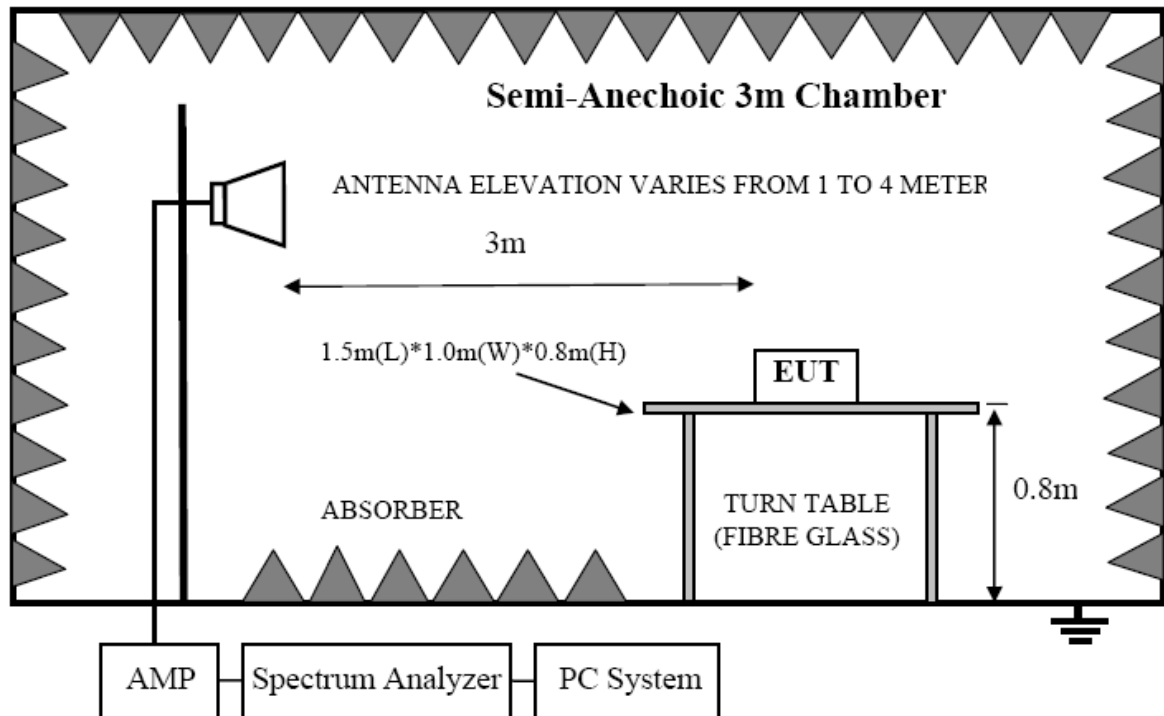 Semi-Anechoic 3m Chamber
ANTENNA ELEVATION VARIES FROM 1 TO 4 METER
3m
1.5m(L)*1.0m(W)*0.8m(H)
EUT
0.8m
ABSORBER
TURN TABLE
(FIBRE GLASS)
AMP
Spectrum Analyzer
PC System